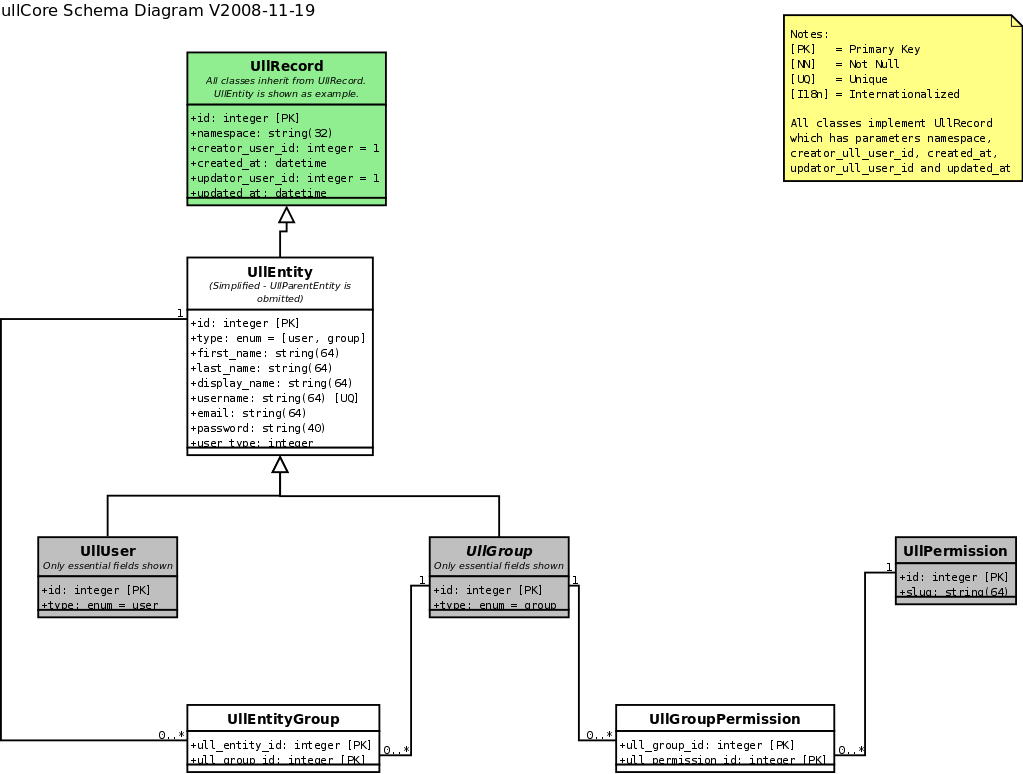 ullCore Schema Diagram V2008-11-19
Notes:
[PK] = Primary Key
[NN] = Not Null
[UQ] = Unique
[I18n] = Internationalized
All classes implement UllRecord
which has parameters namespace,
creator_ull_user_id, created_at,
updator_ull_user_id and updated_at
UllRecord
All classes inherit from UllRecord.
UllEntity is shown as example.
+id: integer [PK]
+namespace: string(32)
+creator_user_id: integer = 1
+created_at: datetime
+updator_user_id: integer = 1
+updated_at: datetime
UllEntity
(Simplified - UllParentEntity is
obmitted)
1
+id: integer [PK]
+type: enum = [user, group]
+first_name: string(64)
+last_name: string(64)
+display_name: string(64)
+username: string(64) [UQ]
+email: string(64)
+password: string(40)
+user_type: integer
UllUser
Only essential fields shown
+id: integer [PK]
+type: enum = user
UllGroup
Only essential fields shown
1
1
+id: integer [PK]
+type: enum = group
UllPermission
1
+id: integer [PK]
+slug: string(64)
UllEntityGroup
0..*
+ull_entity_id: integer [PK]
+ull_group_id: integer [PK]
0..*
UllGroupPermission
0..*
+ull_group_id: integer [PK]
+ull_permission_id: integer [PK]
0..*